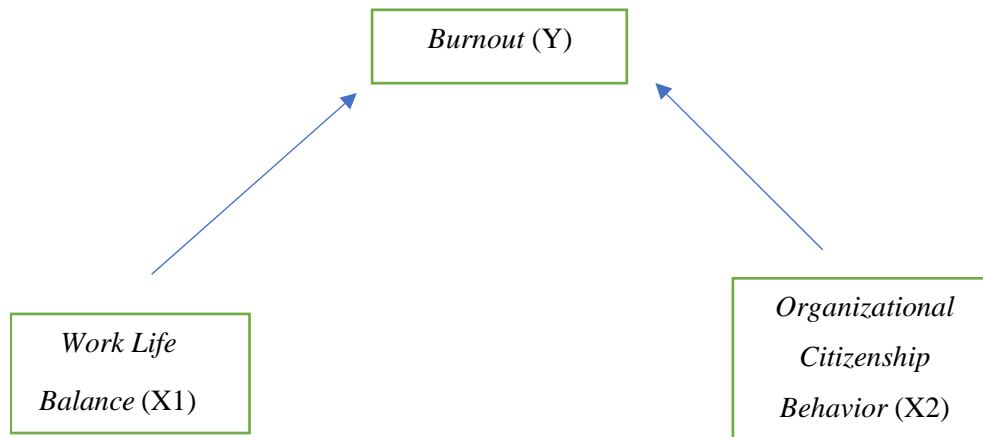 Burnout (Y)
Work Life
Balance (X1)
Organizational
Citizenship
Behavior (X2)